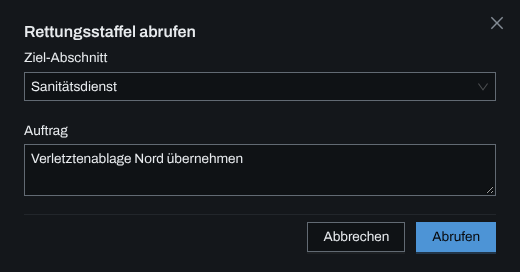 Rettungsstaffel abrufen
Ziel-Abschnitt
Sanitätsdienst
Auftrag
Verletztenablage Nord übernehmen
Abbrechen
Abrufen